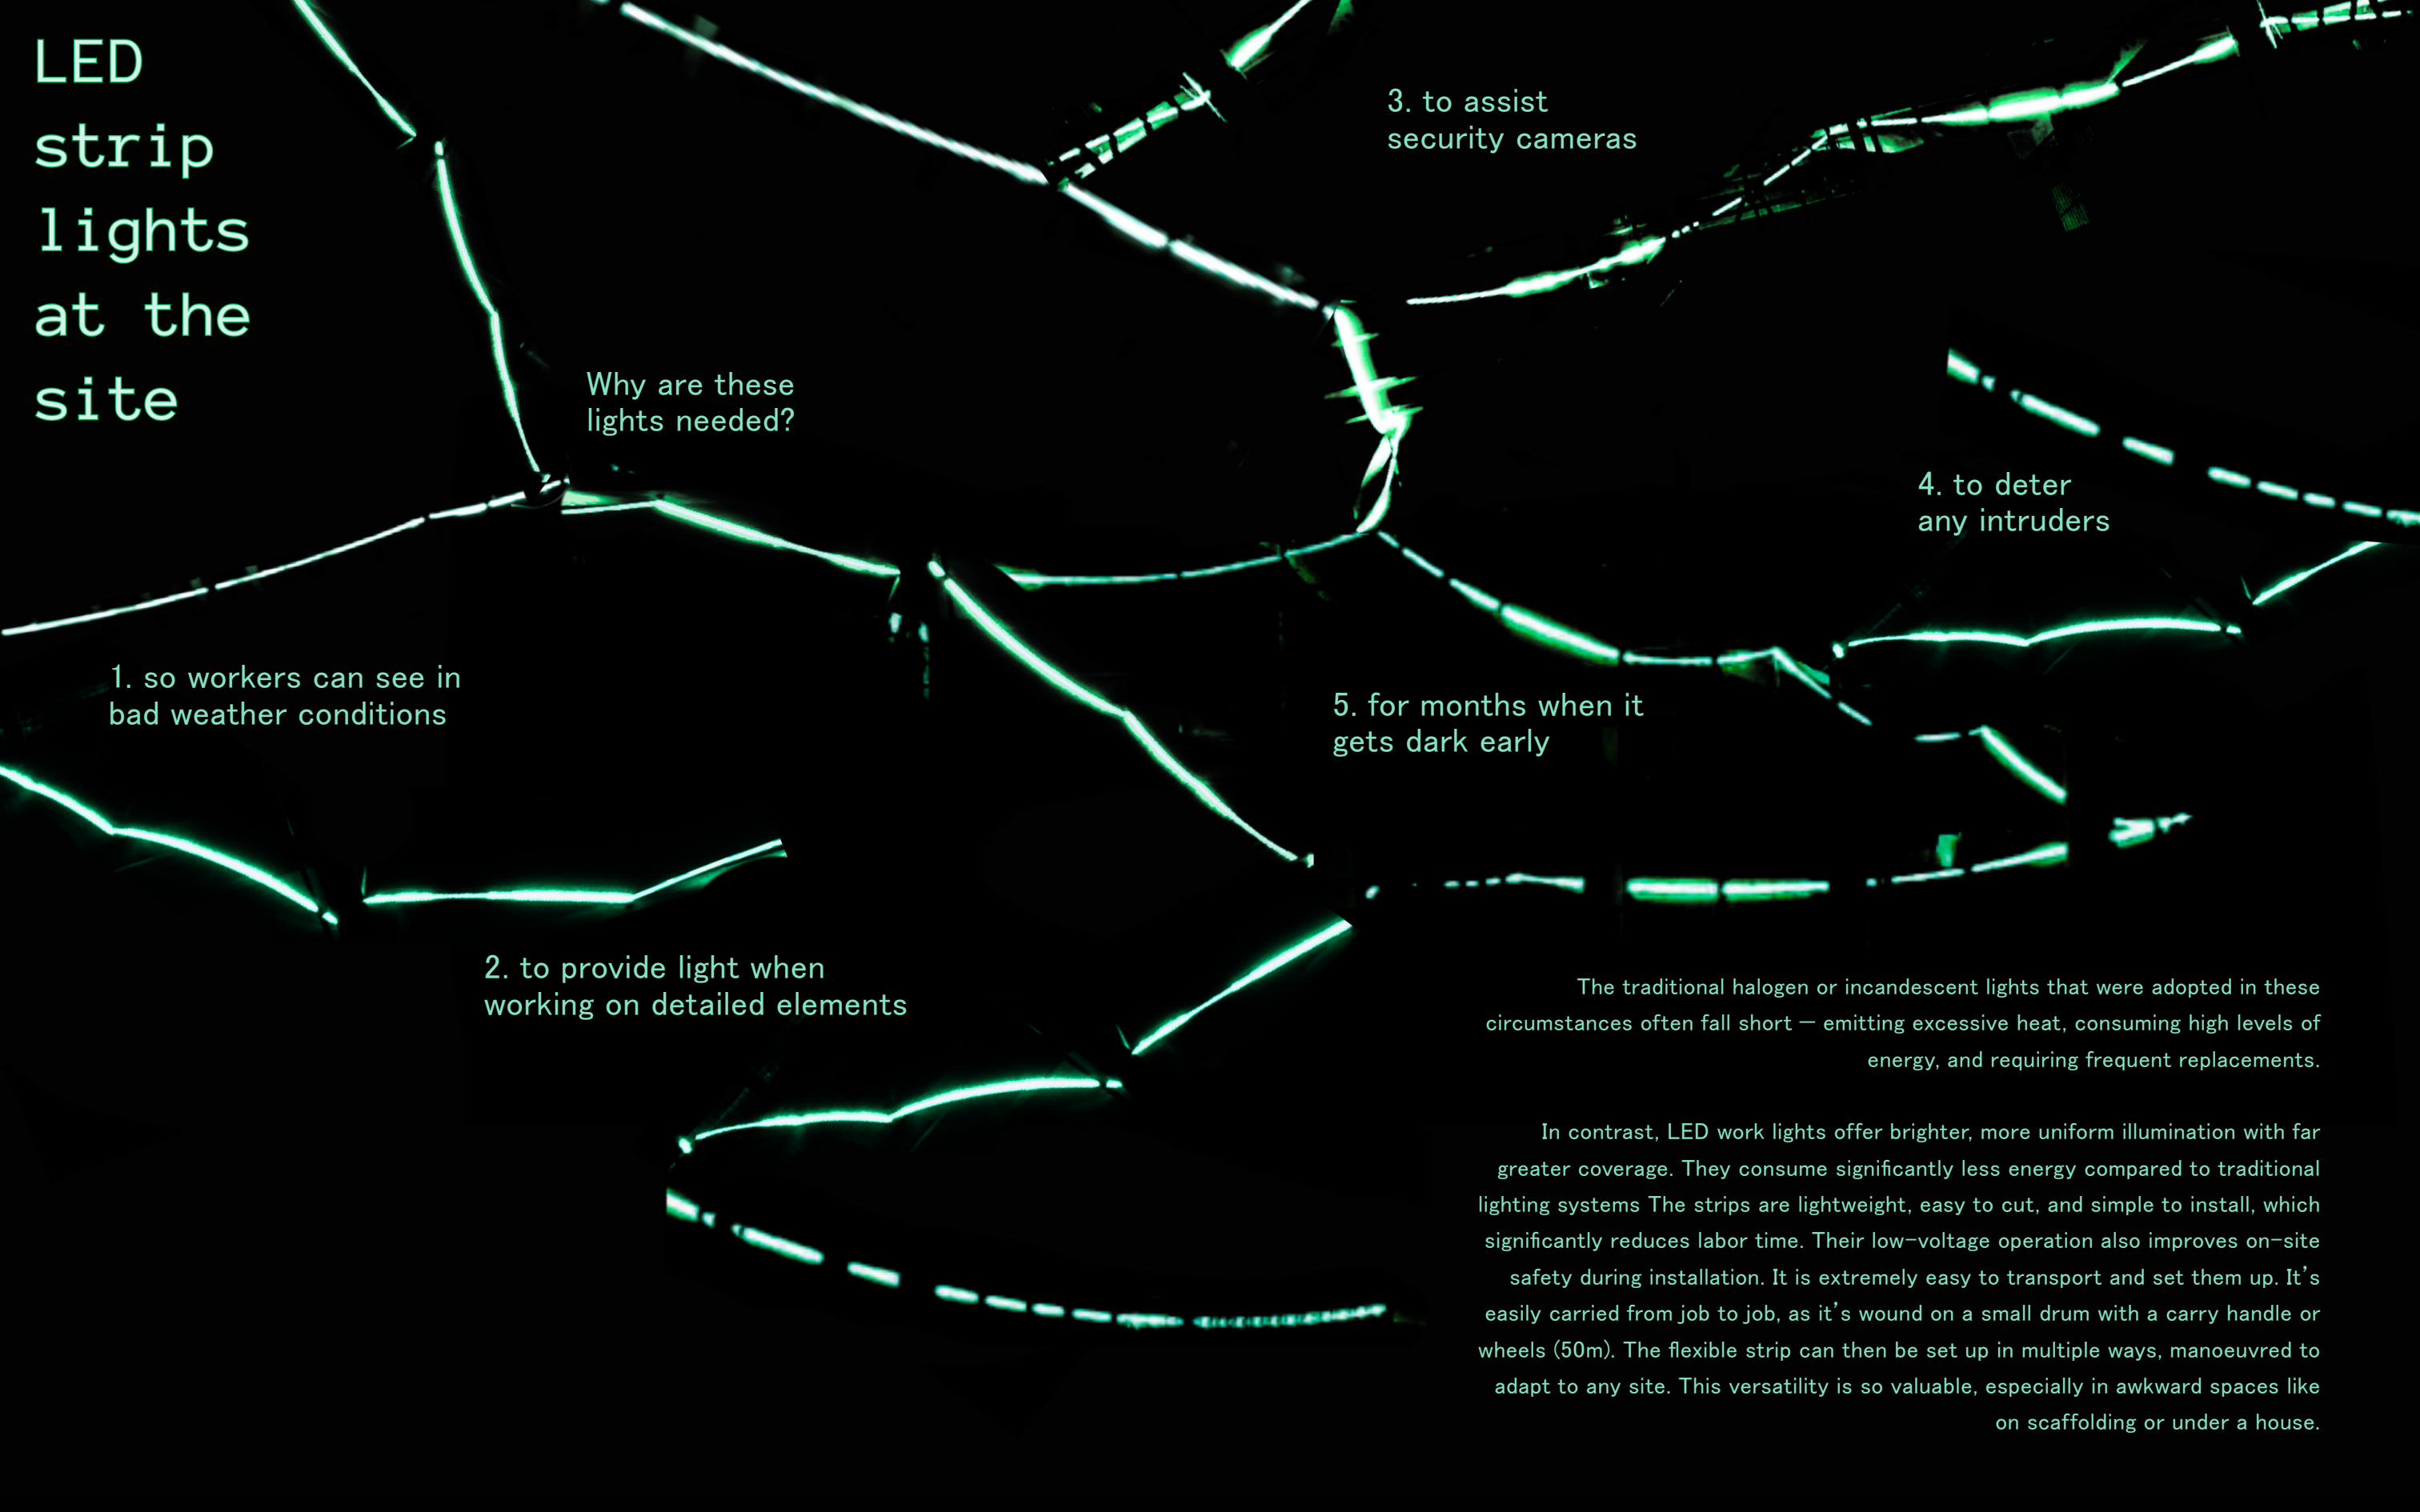 LED
strip
lights
at the
site
Why are these
lights needed?
1. so workers can see in
bad weather conditions
2. to provide light when
working on detailed elements
3. to assist
security cameras
4. to deter
any intruders
5. for months when it
gets dark early
The traditional halogen or incandescent lights that were adopted in these
circumstances often fall short — emitting excessive heat, consuming high levels of
energy, and requiring frequent replacements.
In contrast, LED work lights offer brighter, more uniform illumination with far
greater coverage. They consume significantly less energy compared to traditional
lighting systems The strips are lightweight, easy to cut, and simple to install, which
significantly reduces labor time. Their low-voltage operation also improves on-site
safety during installation. It is extremely easy to transport and set them up. It’s
easily carried from job to job, as it’s wound on a small drum with a carry handle or
wheels (50m). The flexible strip can then be set up in multiple ways, manoeuvred to
adapt to any site. This versatility is so valuable, especially in awkward spaces like
on scaffolding or under a house.